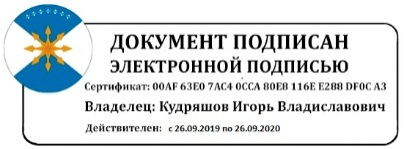 ДОКУМЕНТ ПОДПИСАН
ЭЛЕКТРОННОЙ ПОДПИСЬЮ
Сертификат: 00AF 63E0 7AC4 0CCA 80E8 116E E288 DF0C A3
Владелец: Кудряшов Игорь Владиславович
Действителен: с 26.09.2019 по 26.09.2020